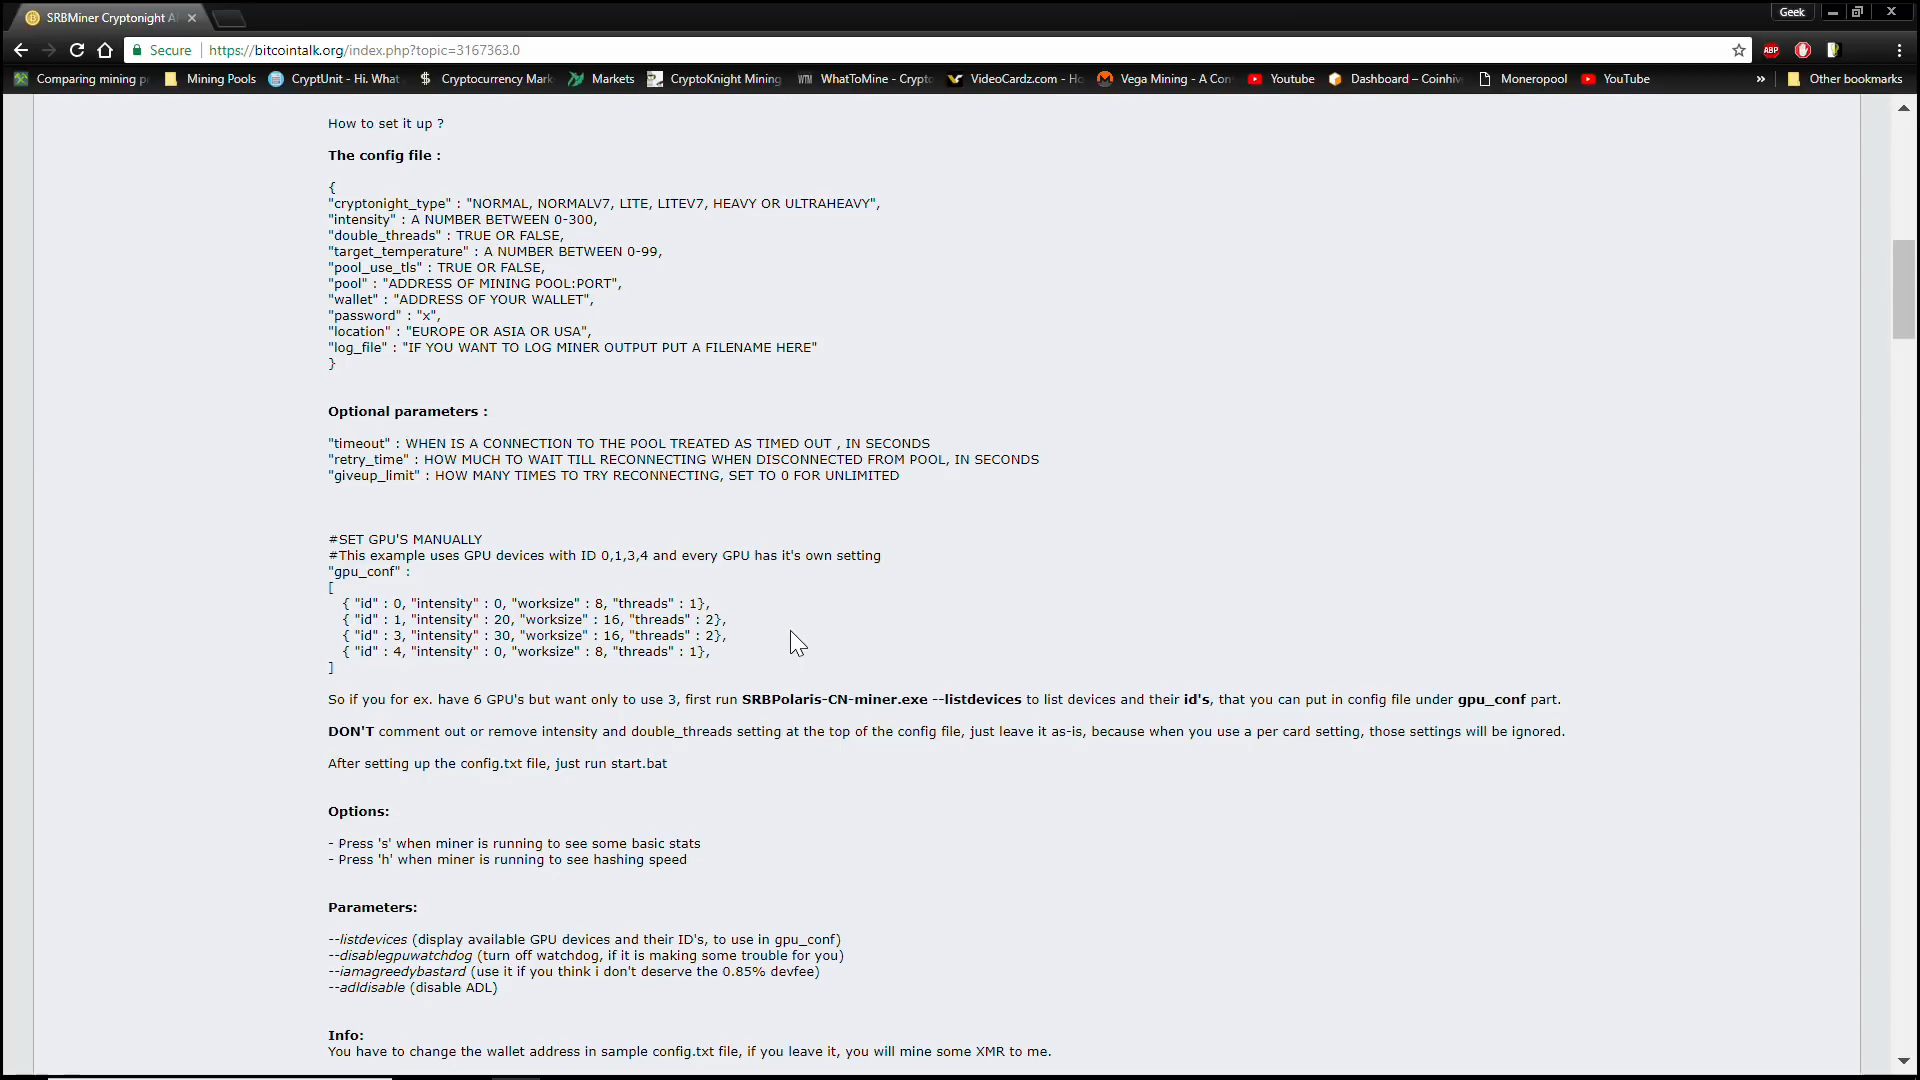 SRBMiner Cryptonight A
Geek
Secure
https://bitcointalk.org/index.php?topic=3167363.0
ABP
Comparing mining p
Mining Pools
CryptUnit - Hi. What
Cryptocurrency Mark
Markets
CryptoKnight Mining
WTM
WhatToMine - Crypto
VideoCardz.com - Ho
Vega Mining - A Con
Youtube
Dashboard – Coinhiv
Moneropool
YouTube
»
Other bookmarks
How to set it up ?
The config file :
{
"cryptonight_type" : "NORMAL, NORMALV7, LITE, LITEV7, HEAVY OR ULTRAHEAVY",
"intensity" : A NUMBER BETWEEN 0-300,
"double_threads" : TRUE OR FALSE,
"target_temperature" : A NUMBER BETWEEN 0-99,
"pool_use_tls" : TRUE OR FALSE,
"pool" : "ADDRESS OF MINING POOL:PORT",
"wallet" : "ADDRESS OF YOUR WALLET",
"password" : "x",
"location" : "EUROPE OR ASIA OR USA",
"log_file" : "IF YOU WANT TO LOG MINER OUTPUT PUT A FILENAME HERE"
}
Optional parameters :
"timeout" : WHEN IS A CONNECTION TO THE POOL TREATED AS TIMED OUT , IN SECONDS
"retry_time" : HOW MUCH TO WAIT TILL RECONNECTING WHEN DISCONNECTED FROM POOL, IN SECONDS
"giveup_limit" : HOW MANY TIMES TO TRY RECONNECTING, SET TO 0 FOR UNLIMITED
#SET GPU'S MANUALLY
#This example uses GPU devices with ID 0,1,3,4 and every GPU has it's own setting
"gpu_conf" :
[
{ "id" : 0, "intensity" : 0, "worksize" : 8, "threads" : 1},
{ "id" : 1, "intensity" : 20, "worksize" : 16, "threads" : 2},
{ "id" : 3, "intensity" : 30, "worksize" : 16, "threads" : 2},
{ "id" : 4, "intensity" : 0, "worksize" : 8, "threads" : 1},
]
So if you for ex. have 6 GPU's but want only to use 3, first run SRBPolaris-CN-miner.exe --listdevices to list devices and their id's, that you can put in config file under gpu_conf part.
DON'T comment out or remove intensity and double_threads setting at the top of the config file, just leave it as-is, because when you use a per card setting, those settings will be ignored.
After setting up the config.txt file, just run start.bat
Options:
- Press 's' when miner is running to see some basic stats
- Press 'h' when miner is running to see hashing speed
Parameters:
--listdevices (display available GPU devices and their ID's, to use in gpu_conf)
--disablegpuwatchdog (turn off watchdog, if it is making some trouble for you)
--iamagreedybastard (use it if you think i don't deserve the 0.85% devfee)
--adldisable (disable ADL)
Info:
You have to change the wallet address in sample config.txt file, if you leave it, you will mine some XMR to me.